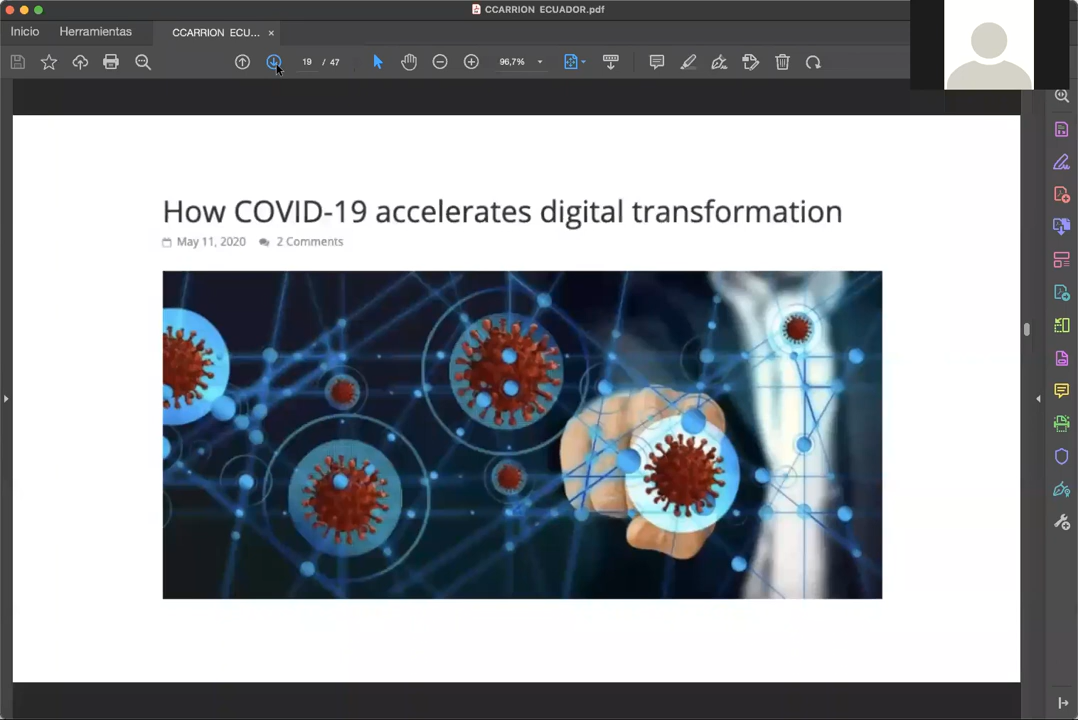 CCARRION ECUADOR.pdf
Inicio
Herramientas
CCARRION ECU...
19 / 47
96,7%
How COVID-19 accelerates digital transformation
May 11, 2020
2 Comments